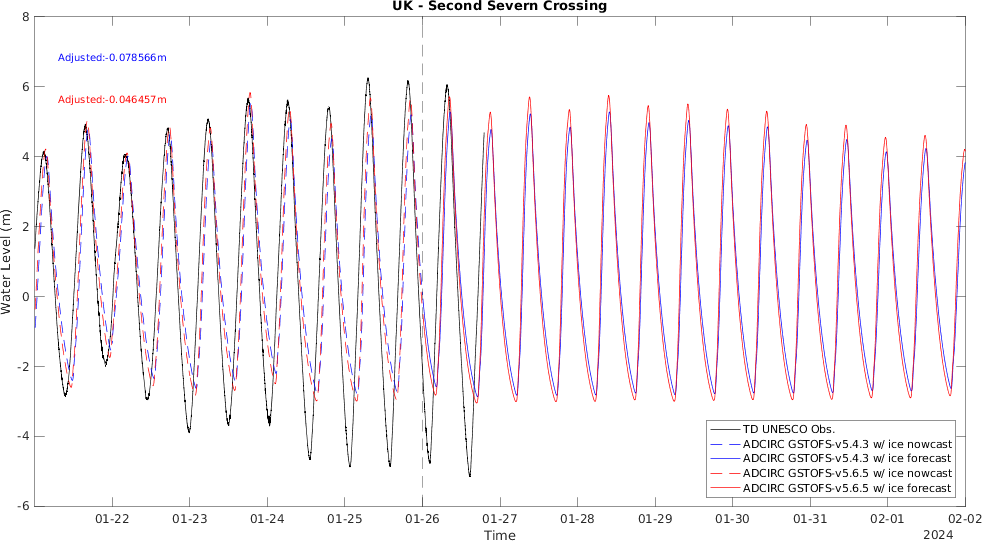 UK - Second Severn Crossing
8
6
4
2
0
-2
-4
-6
Water Level (m)
Adjusted:-0.078566m
Adjusted:-0.046457m
TD UNESCO Obs.
ADCIRC GSTOFS-v5.4.3 w/ ice nowcast
ADCIRC GSTOFS-v5.4.3 w/ ice forecast
ADCIRC GSTOFS-v5.6.5 w/ ice nowcast
ADCIRC GSTOFS-v5.6.5 w/ ice forecast
01-22 01-23 01-24 01-25 01-26 01-27 01-28 01-29 01-30 01-31 02-01 02-02
Time
2024